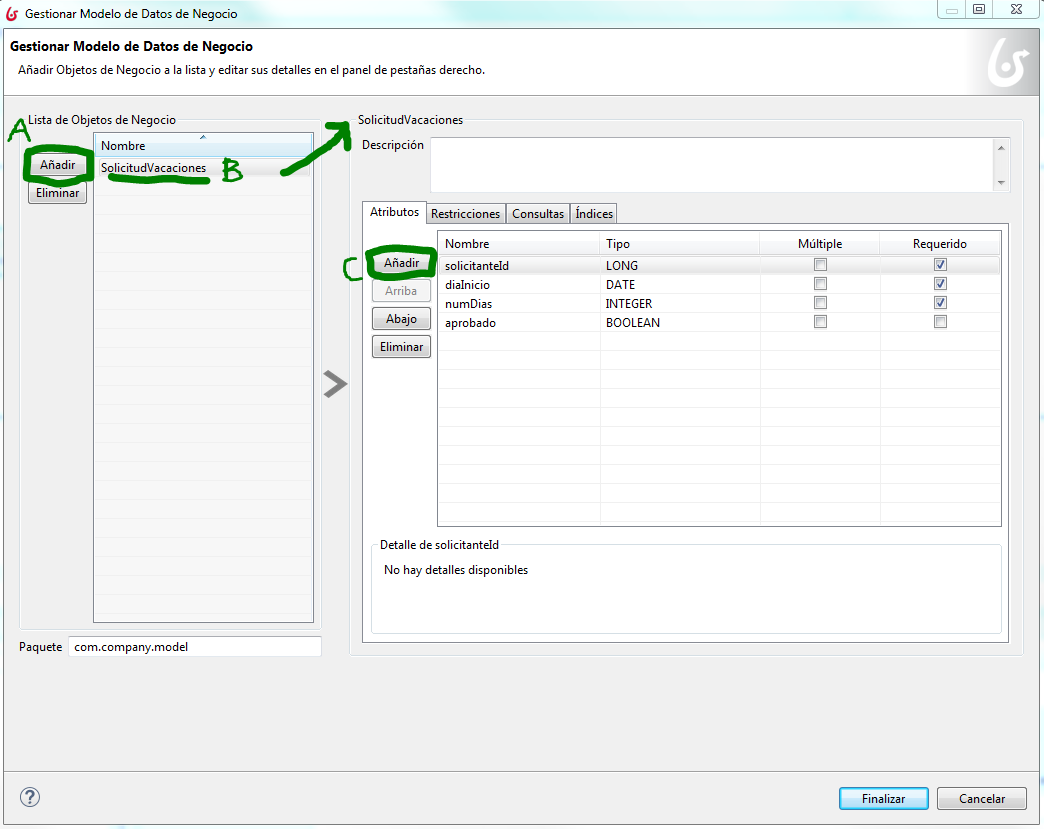 Gestionar Modelo de Datos de Negocio
Gestionar Modelo de Datos de Negocio
Añadir Objetos de Negocio a la lista y editar sus detalles en el panel de pestañas derecho.
A
Lista de Objetos de Negocio
Añadir
Eliminar
Nombre
SolicitudVacaciones B
Paquete com.company.model
SolicitudVacaciones
Descripción
Atributos Restricciones Consultas Índices
C
Añadir
Arriba
Abajo
Eliminar
Nombre Tipo Múltiple Requerido
solicitanteId LONG
diaInicio DATE
numDias INTEGER
aprobado BOOLEAN
Detalle de solicitanteId
No hay detalles disponibles
?
Finalizar Cancelar